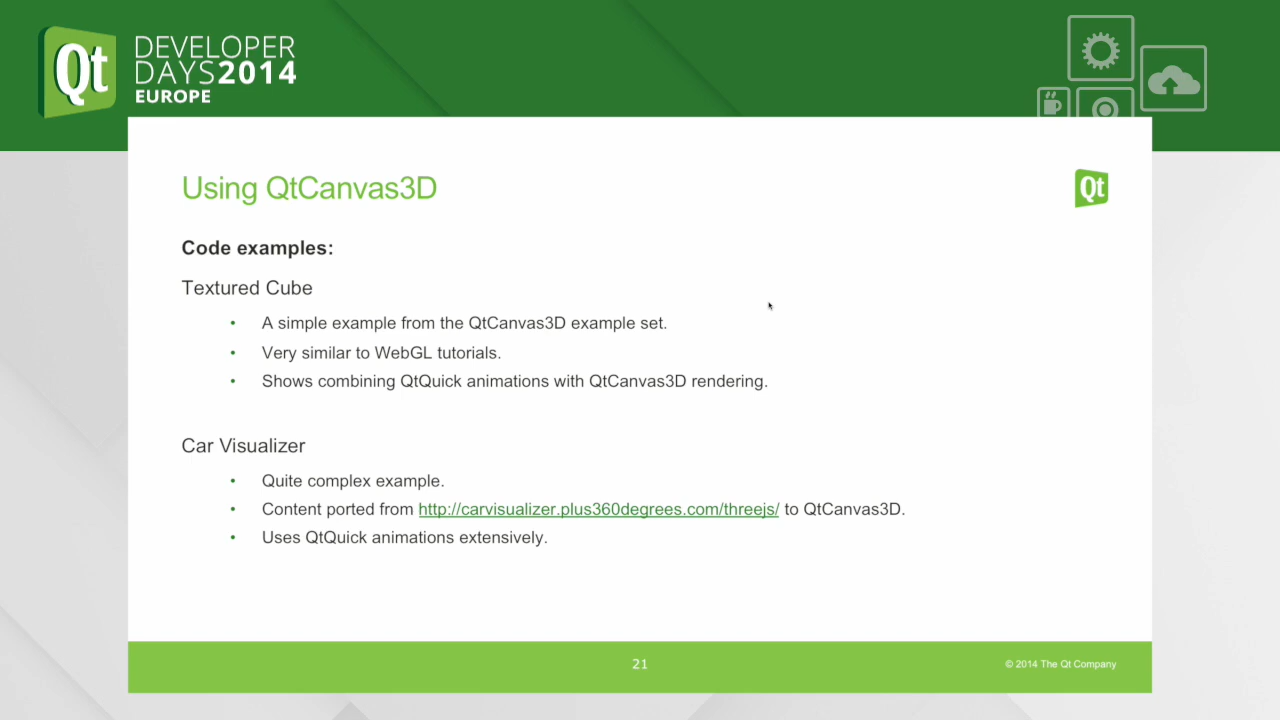 Qt
DEVELOPER
DAYS2014
EUROPE
Using QtCanvas3D
Qt
Code examples:
Textured Cube
• A simple example from the QtCanvas3D example set.
• Very similar to WebGL tutorials.
• Shows combining QtQuick animations with QtCanvas3D rendering.
Car Visualizer
• Quite complex example.
• Content ported from http://carvisualizer.plus360degrees.com/threejs/ to QtCanvas3D.
• Uses QtQuick animations extensively.
21
© 2014 The Qt Company